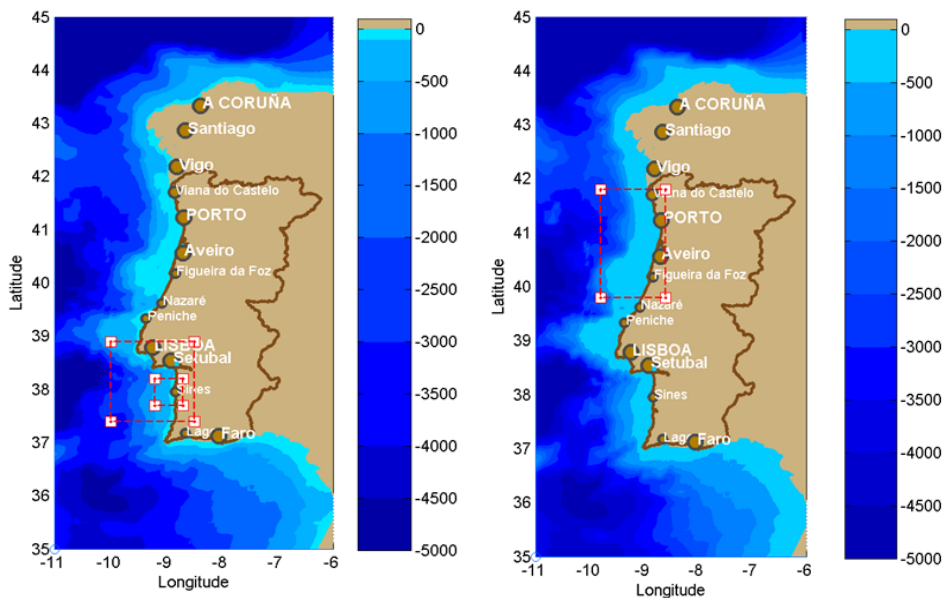 45
44
43
42
41
40
39
38
37
36
35
Latitude
-11
-10
-9
-8
-7
-6
Longitude
A CORUÑA
Santiago
Vigo
Viana do Castelo
PORTO
Aveiro
Figueira da Foz
Nazaré
Peniche
LISBOA
Setubal
Sines
Lago
Faro
0
-500
-1000
-1500
-2000
-2500
-3000
-3500
-4000
-4500
-5000
45
44
43
42
41
40
39
38
37
36
35
Latitude
-11
-10
-9
-8
-7
-6
Longitude
A CORUÑA
Santiago
Vigo
Viana do Castelo
PORTO
Aveiro
Figueira da Foz
Nazaré
Peniche
LISBOA
Setubal
Sines
Lago
Faro
0
-500
-1000
-1500
-2000
-2500
-3000
-3500
-4000
-4500
-5000